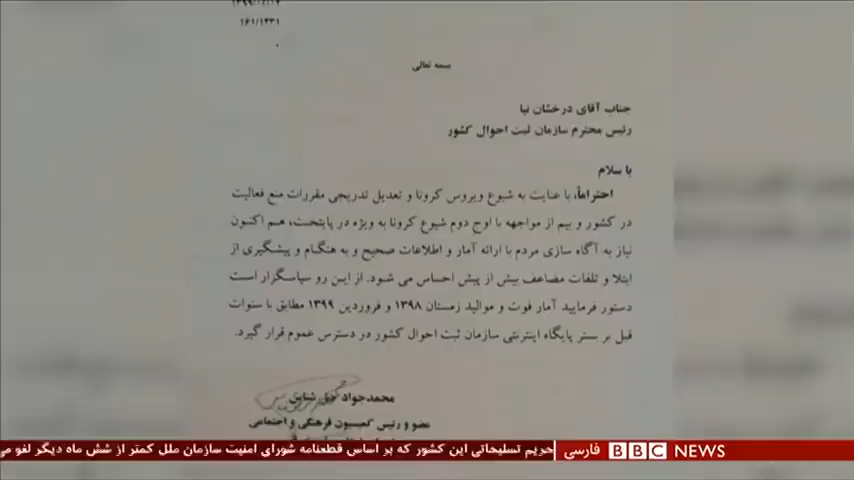 ۱۶۱/۱۴۳۱
بسمه تعالی
جناب آقای درخشان نیا
رئیس محترم سازمان ثبت احوال کشور
با سلام
احتراماً، با عنایت به شیوع ویروس کرونا و تعدیل تدریجی مقررات منع فعالیت
در کشور و بیم از مواجهه با اوج دوم شیوع کرونا به ویژه در پایتخت، هم اکنون
نیاز به آگاه سازی مردم با ارائه آمار و اطلاعات صحیح و به هنگام و پیشگیری از
ابتلا و تلفات مضاعف بیش از پیش احساس می شود. از این رو سپاسگزار است
دستور فرمایید آمار فوت و موالید زمستان ۱۳۹۸ و فروردین ۱۳۹۹ مطابق با سنوات
قبل بر بستر پایگاه اینترنتی سازمان ثبت احوال کشور در دسترس عموم قرار گیرد.
محمدجواد
عضو و رئیس کمیسیون فرهنگی و اجتماعی
BBC NEWS فارسی
حریم تسلیحاتی این کشور که بر اساس قطعنامه شورای امنیت سازمان ملل کمتر از شش ماه دیگر لغو می